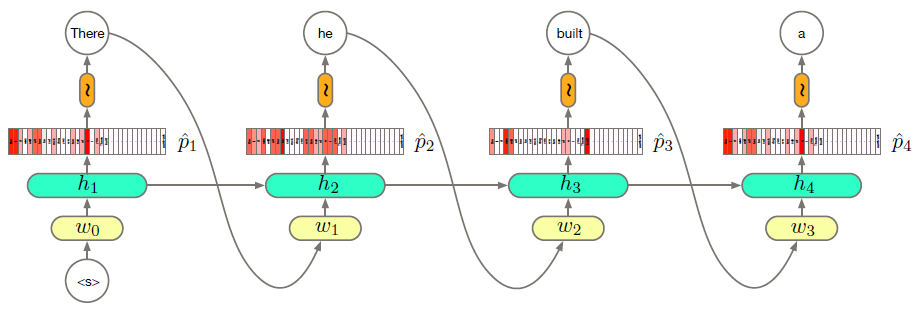 There he built a
~ ~ ~ ~
p̂1 p̂2 p̂3 p̂4
h1 h2 h3 h4
w0 w1 w2 w3
<s>